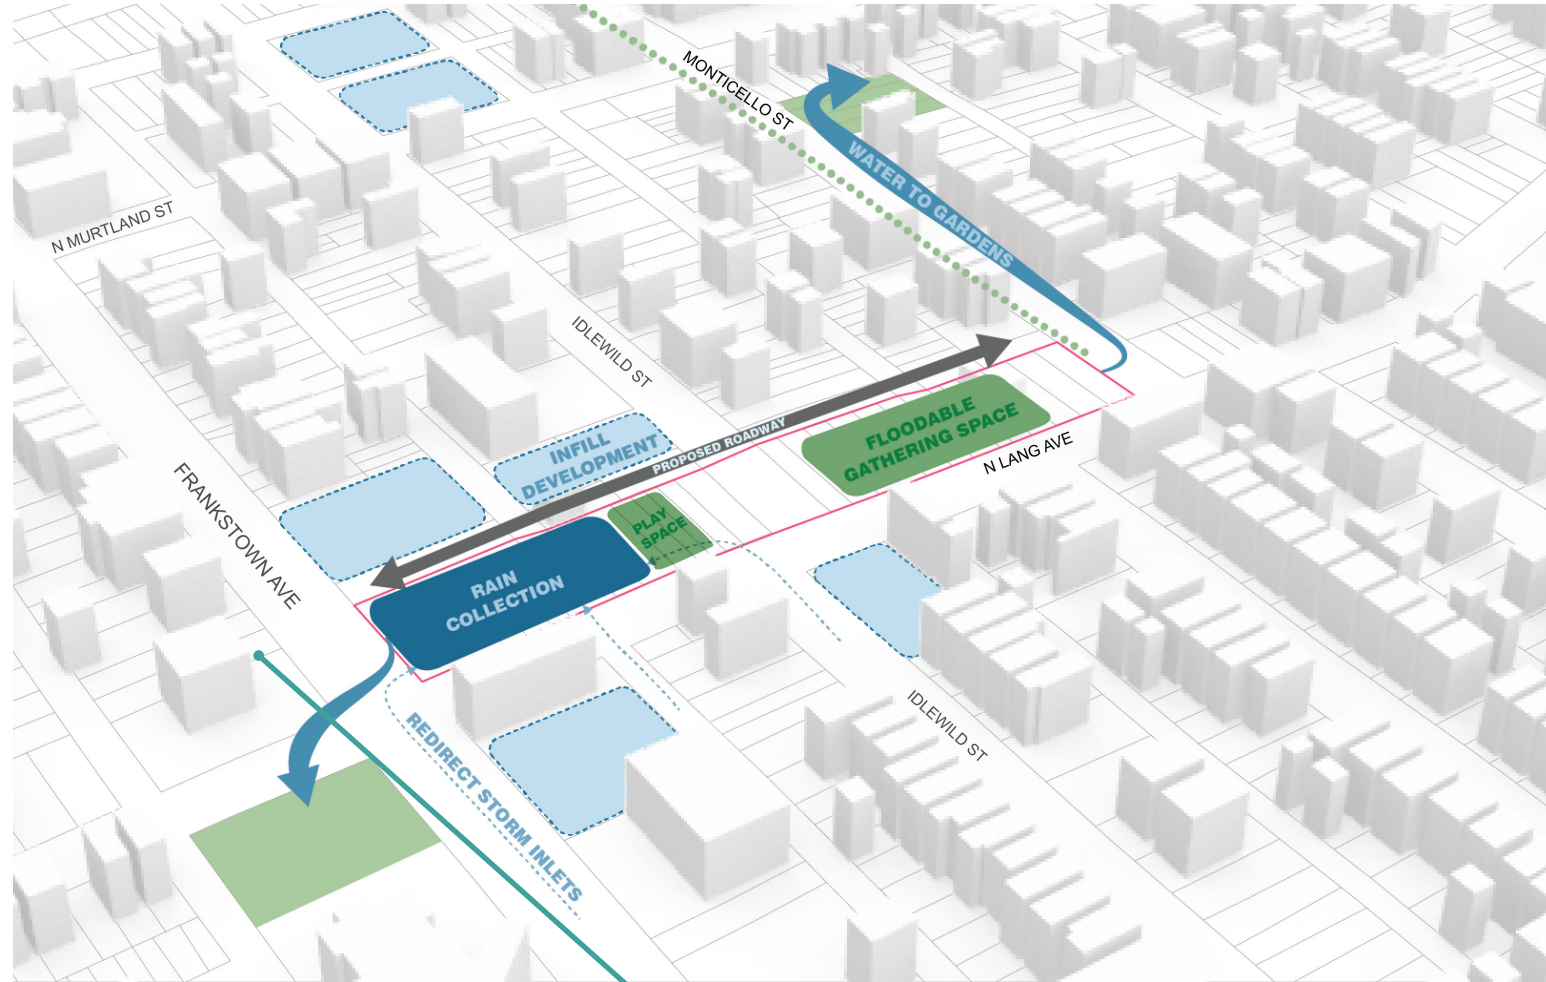 MONTICELLO ST
WATER TO GARDENS
N MURTLAND ST
IDLEWILD ST
INFILL
DEVELOPMENT
PROPOSED ROADWAY
FLOODABLE
GATHERING SPACE
N LANG AVE
FRANKSTOWN AVE
PLAY
SPACE
RAIN
COLLECTION
IDLEWILD ST
REDIRECT STORM INLETS